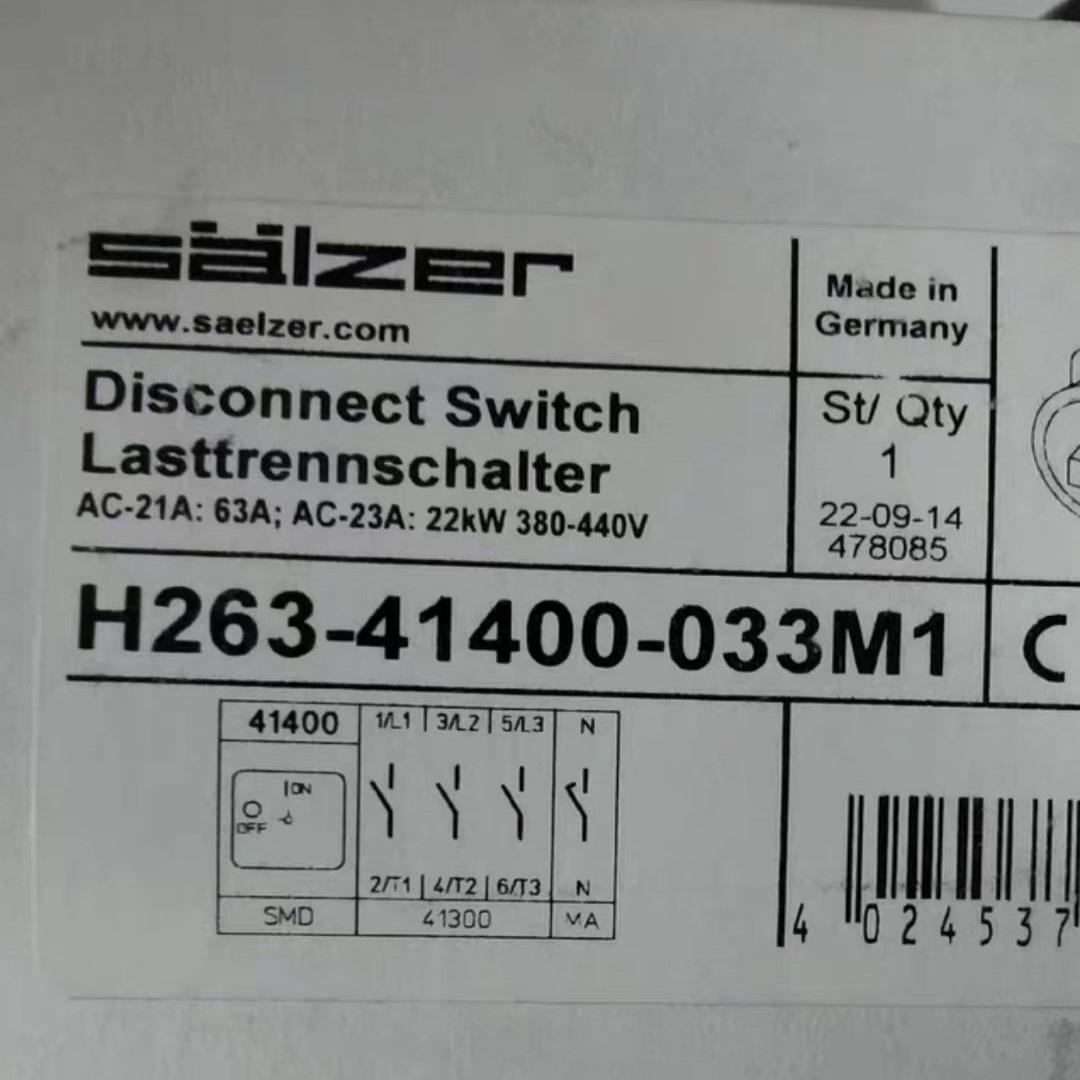 sälzer
www.saelzer.com
Made in
Germany
Disconnect Switch
Lasttrennschalter
AC-21A: 63A; AC-23A: 22kW 380-440V
St/ Qty
1
22-09-14
478085
H263-41400-033M1
C
41400
1/L1 | 3/L2 | 5/L3
N
ION
O
OFF
2/T1 | 4/T2 | 6/T3
N
SMD
41300
MA
4 024537